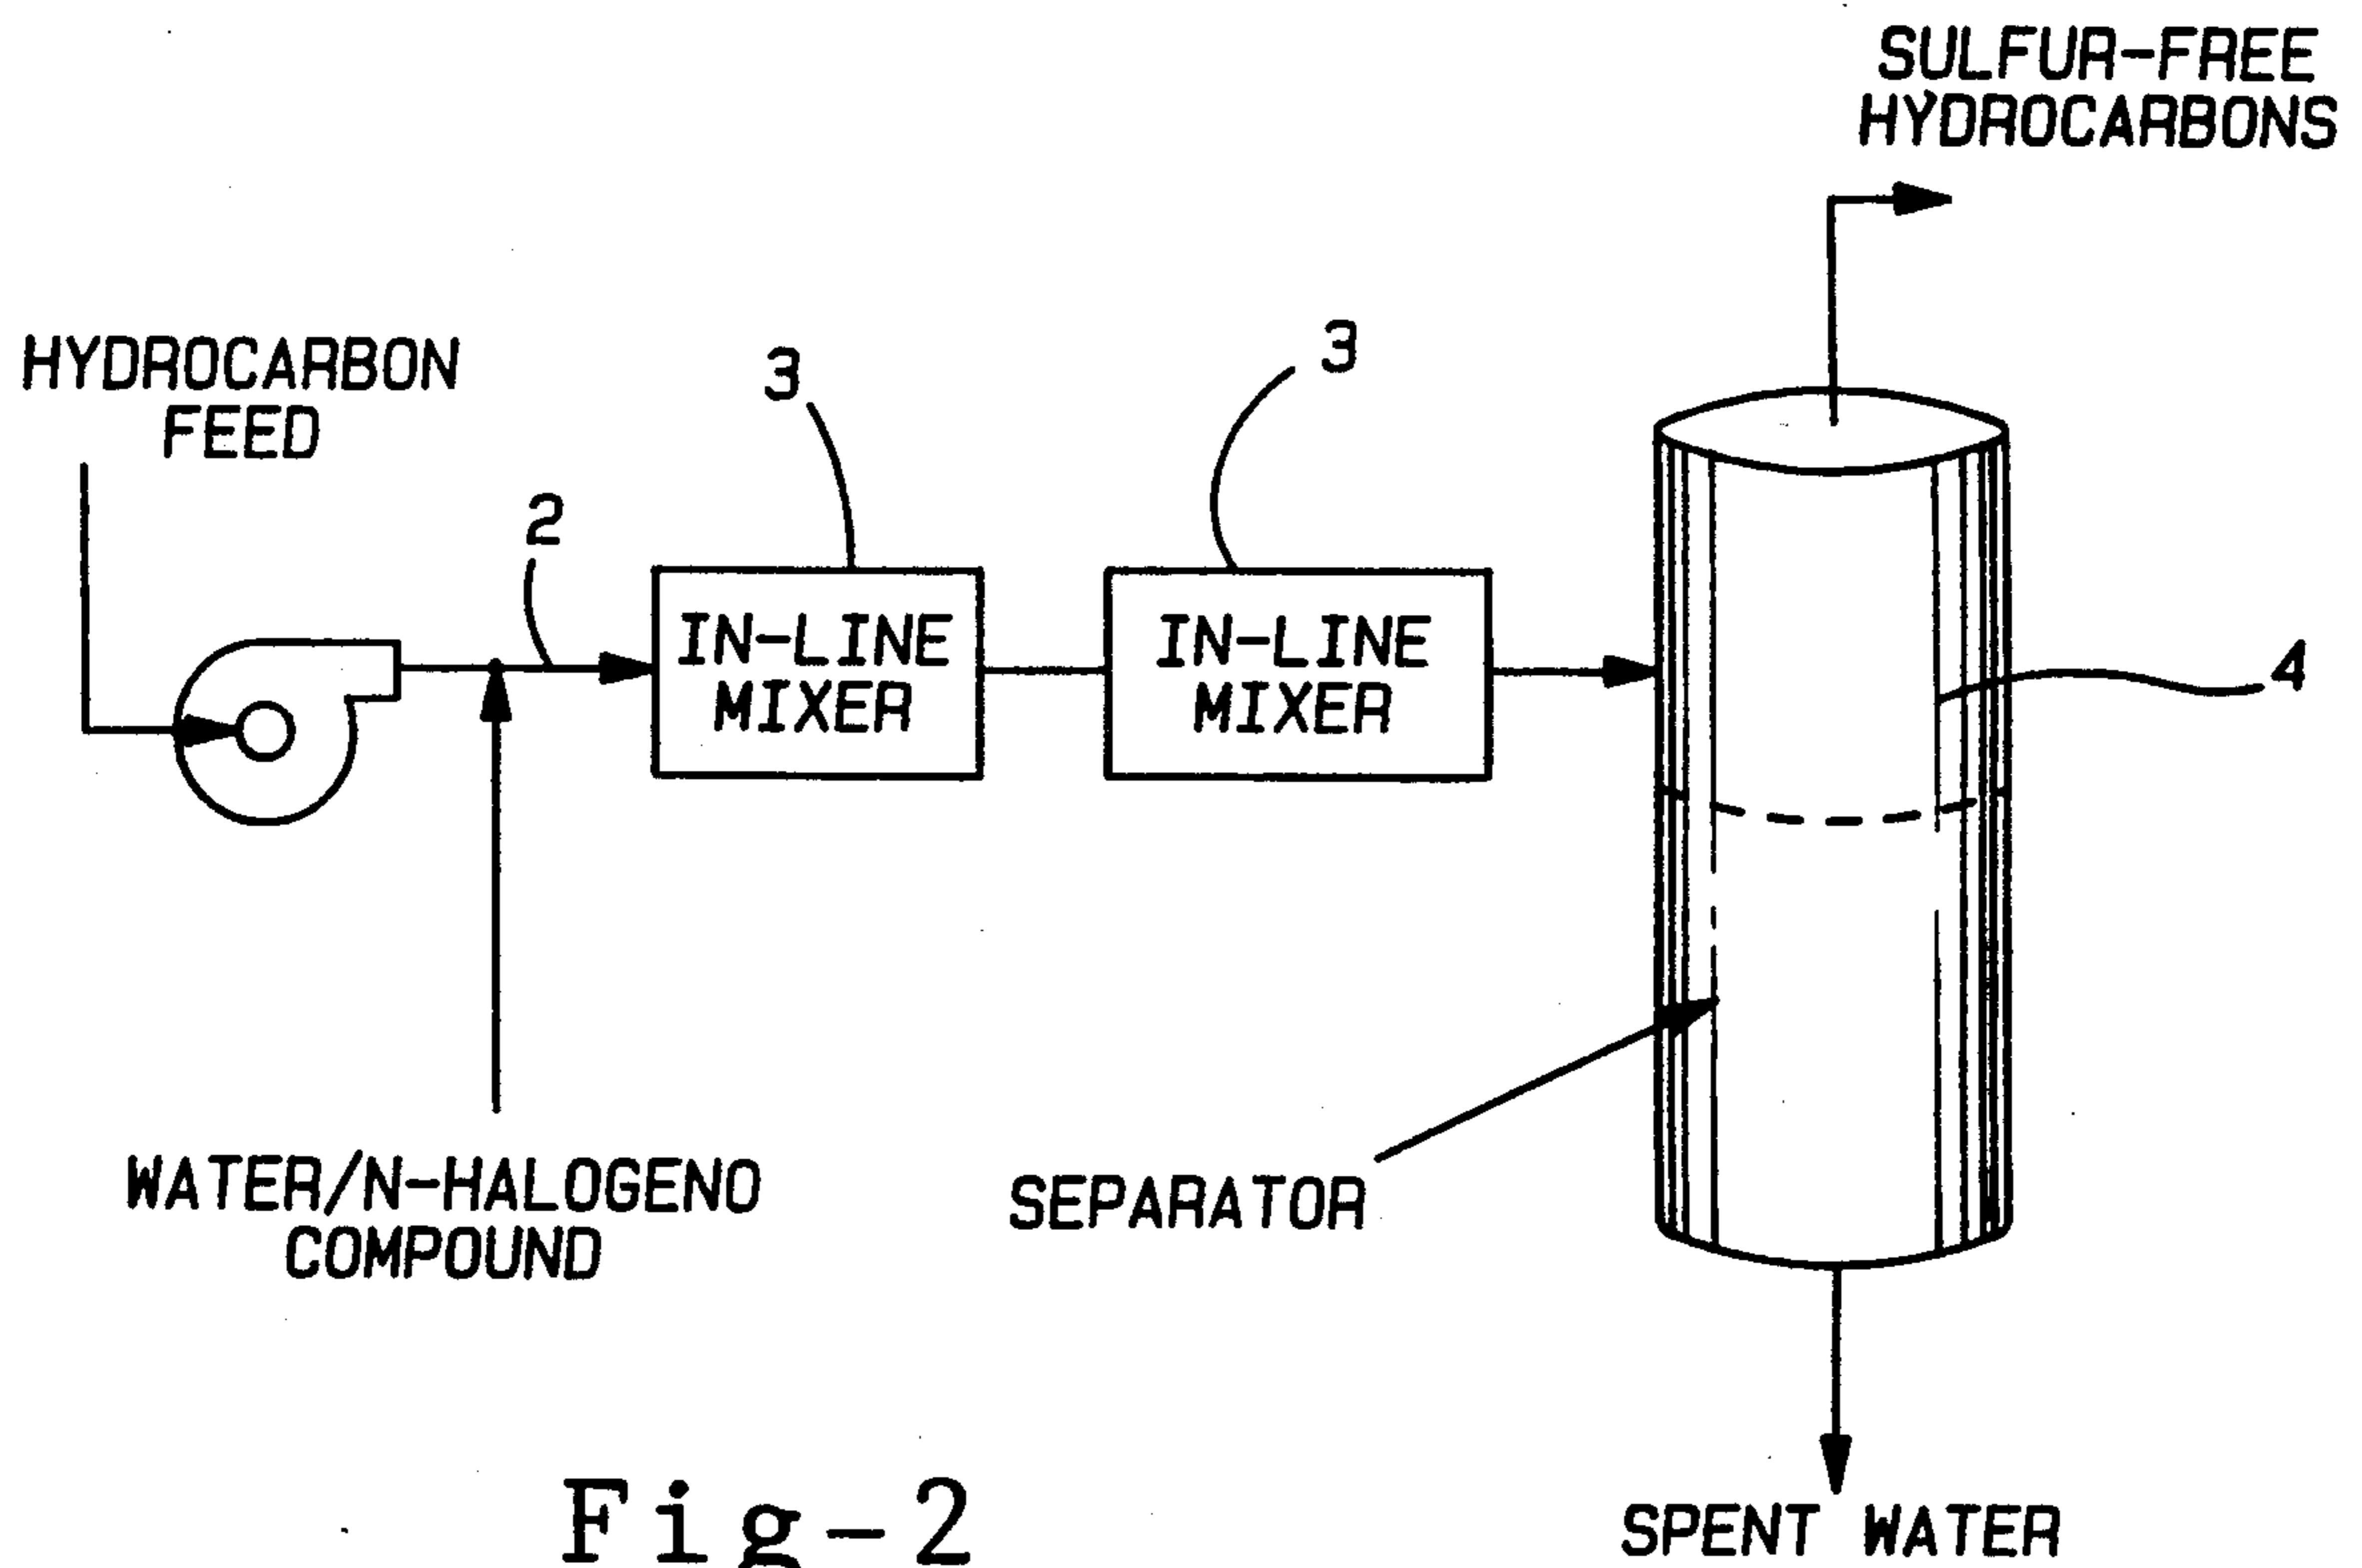 SULFUR-FREE
HYDROCARBONS
HYDROCARBON
FEED
3
3
2
IN-LINE
MIXER
IN-LINE
MIXER
4
WATER/N-HALOGENO
COMPOUND
SEPARATOR
SPENT WATER
Fig-2